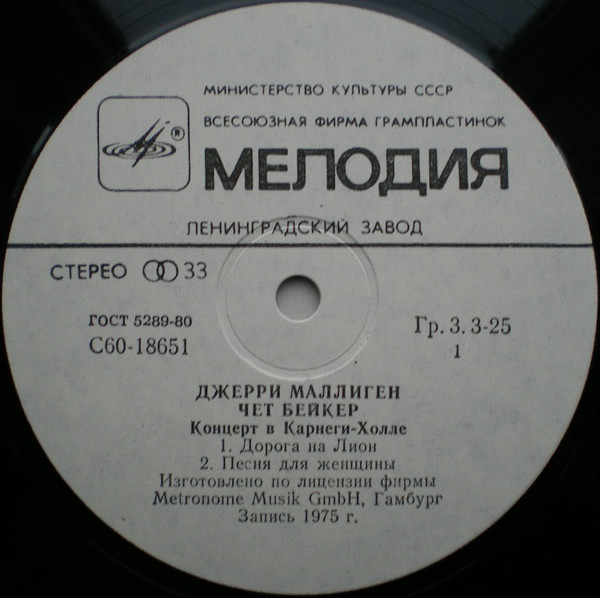 МИНИСТЕРСТВО КУЛЬТУРЫ СССР
ВСЕСОЮЗНАЯ ФИРМА ГРАМПЛАСТИНОК
®
МЕЛОДИЯ
ЛЕНИНГРАДСКИЙ ЗАВОД
СТЕРЕО 33
ГОСТ 5289-80
Гр. 3. 3-25
С60-18651
1
ДЖЕРРИ МАЛЛИГЕН
ЧЕТ БЕЙКЕР
Концерт в Карнеги-Холле
1. Дорога на Лион
2. Песня для женщины
Изготовлено по лицензии фирмы
Metronome Musik GmbH, Гамбург
Запись 1975 г.